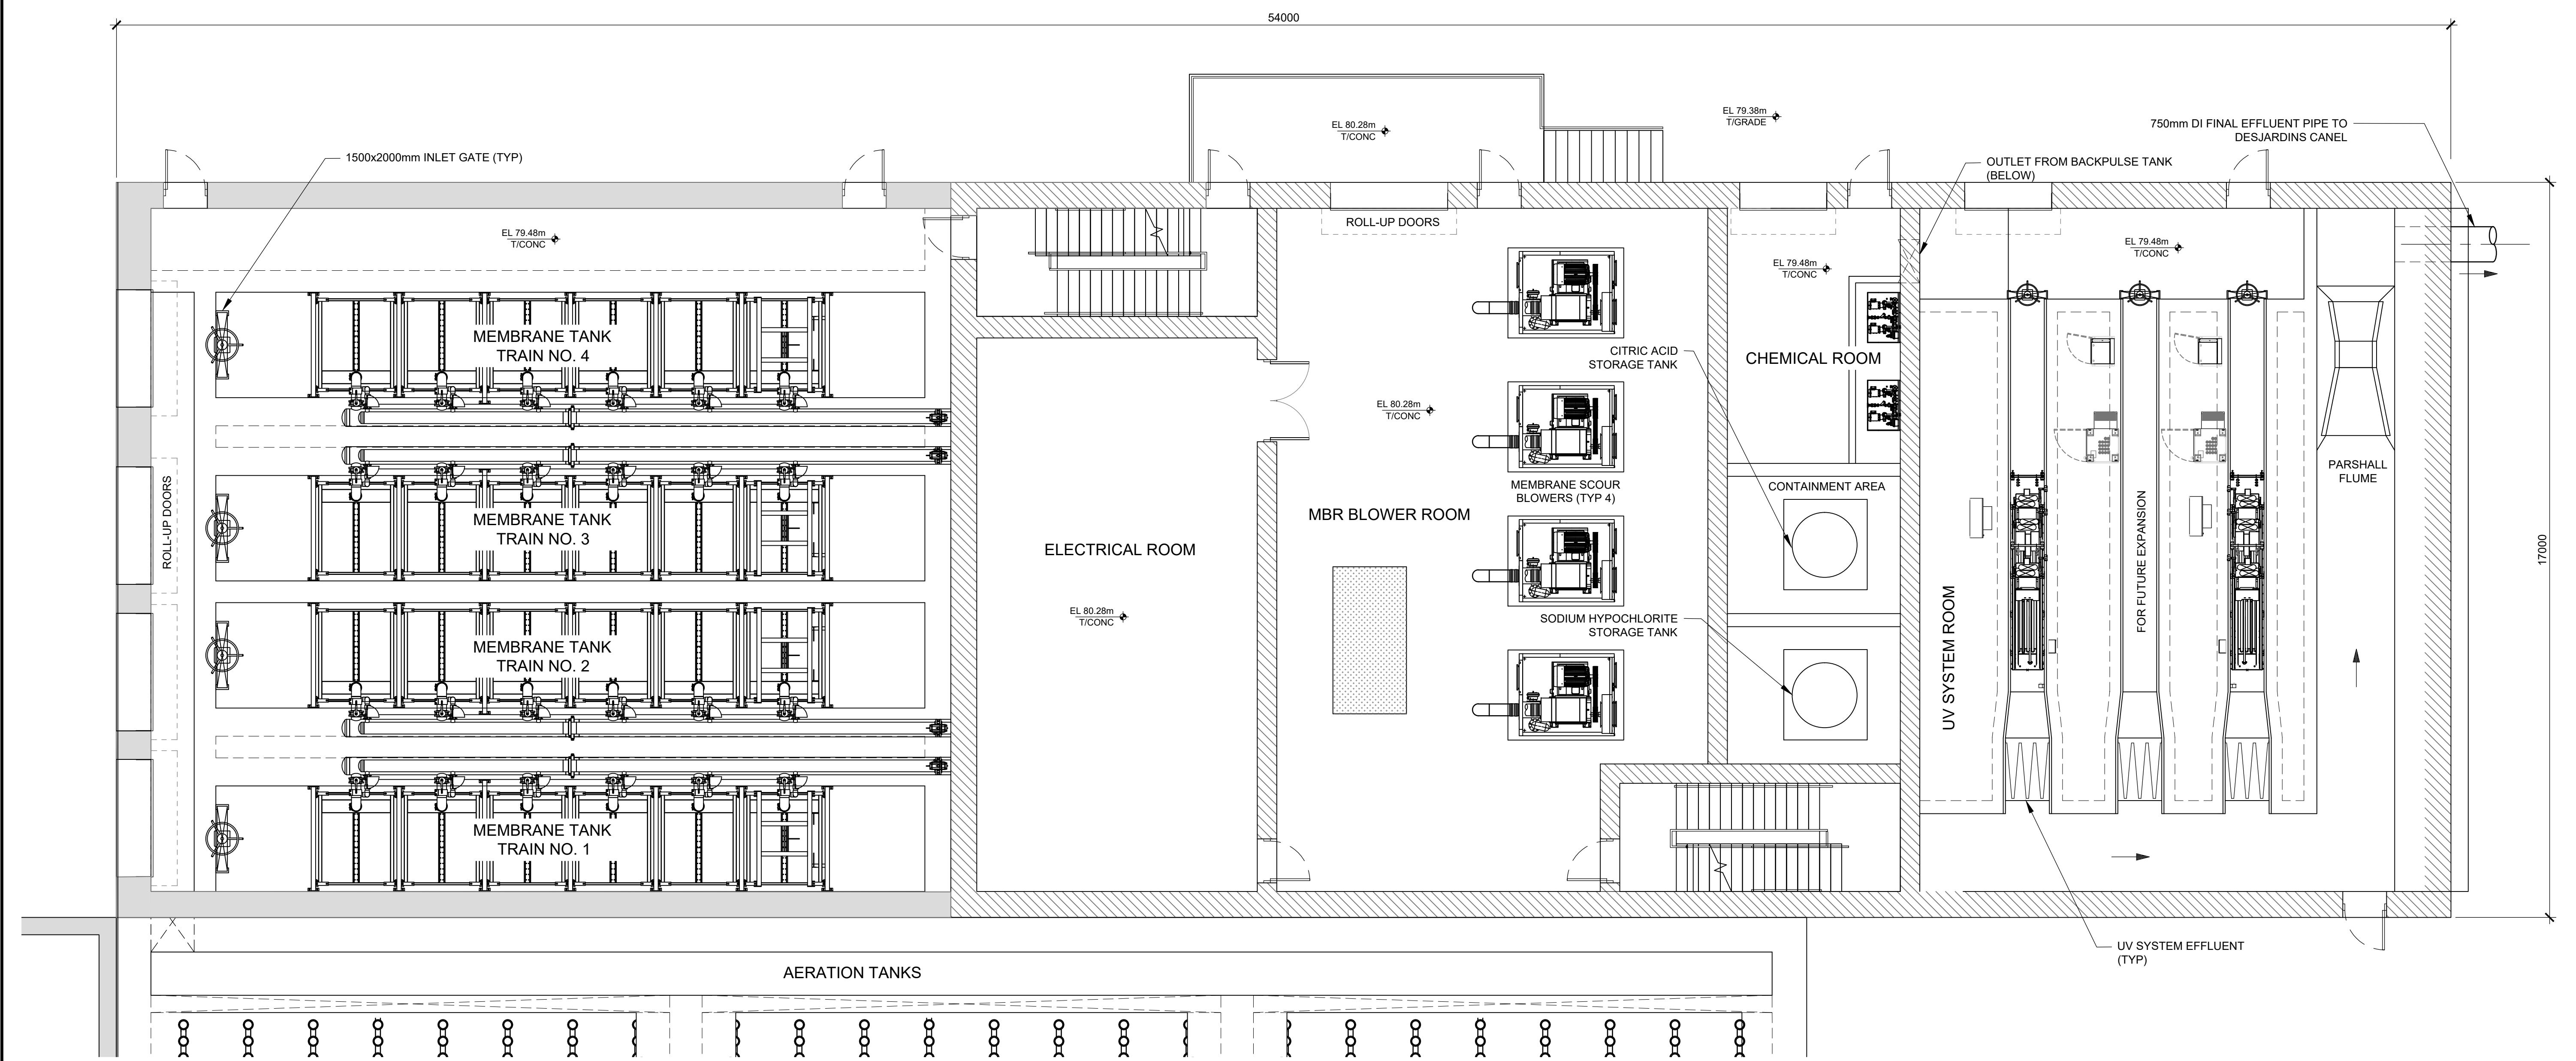 54000
EL 80.28m
T/CONC
EL 79.38m
T/GRADE
750mm DI FINAL EFFLUENT PIPE TO
DESJARDINS CANEL
1500x2000mm INLET GATE (TYP)
OUTLET FROM BACKPULSE TANK
(BELOW)
ROLL-UP DOORS
EL 79.48m
T/CONC
EL 79.48m
T/CONC
EL 79.48m
T/CONC
MEMBRANE TANK
TRAIN NO. 4
CITRIC ACID
STORAGE TANK
CHEMICAL ROOM
EL 80.28m
T/CONC
PARSHALL
FLUME
MEMBRANE SCOUR
BLOWERS (TYP 4)
CONTAINMENT AREA
MBR BLOWER ROOM
ROLL-UP DOORS
MEMBRANE TANK
TRAIN NO. 3
ELECTRICAL ROOM
FOR FUTURE EXPANSION
17000
EL 80.28m
T/CONC
SODIUM HYPOCHLORITE
STORAGE TANK
UV SYSTEM ROOM
MEMBRANE TANK
TRAIN NO. 2
MEMBRANE TANK
TRAIN NO. 1
UV SYSTEM EFFLUENT
(TYP)
AERATION TANKS